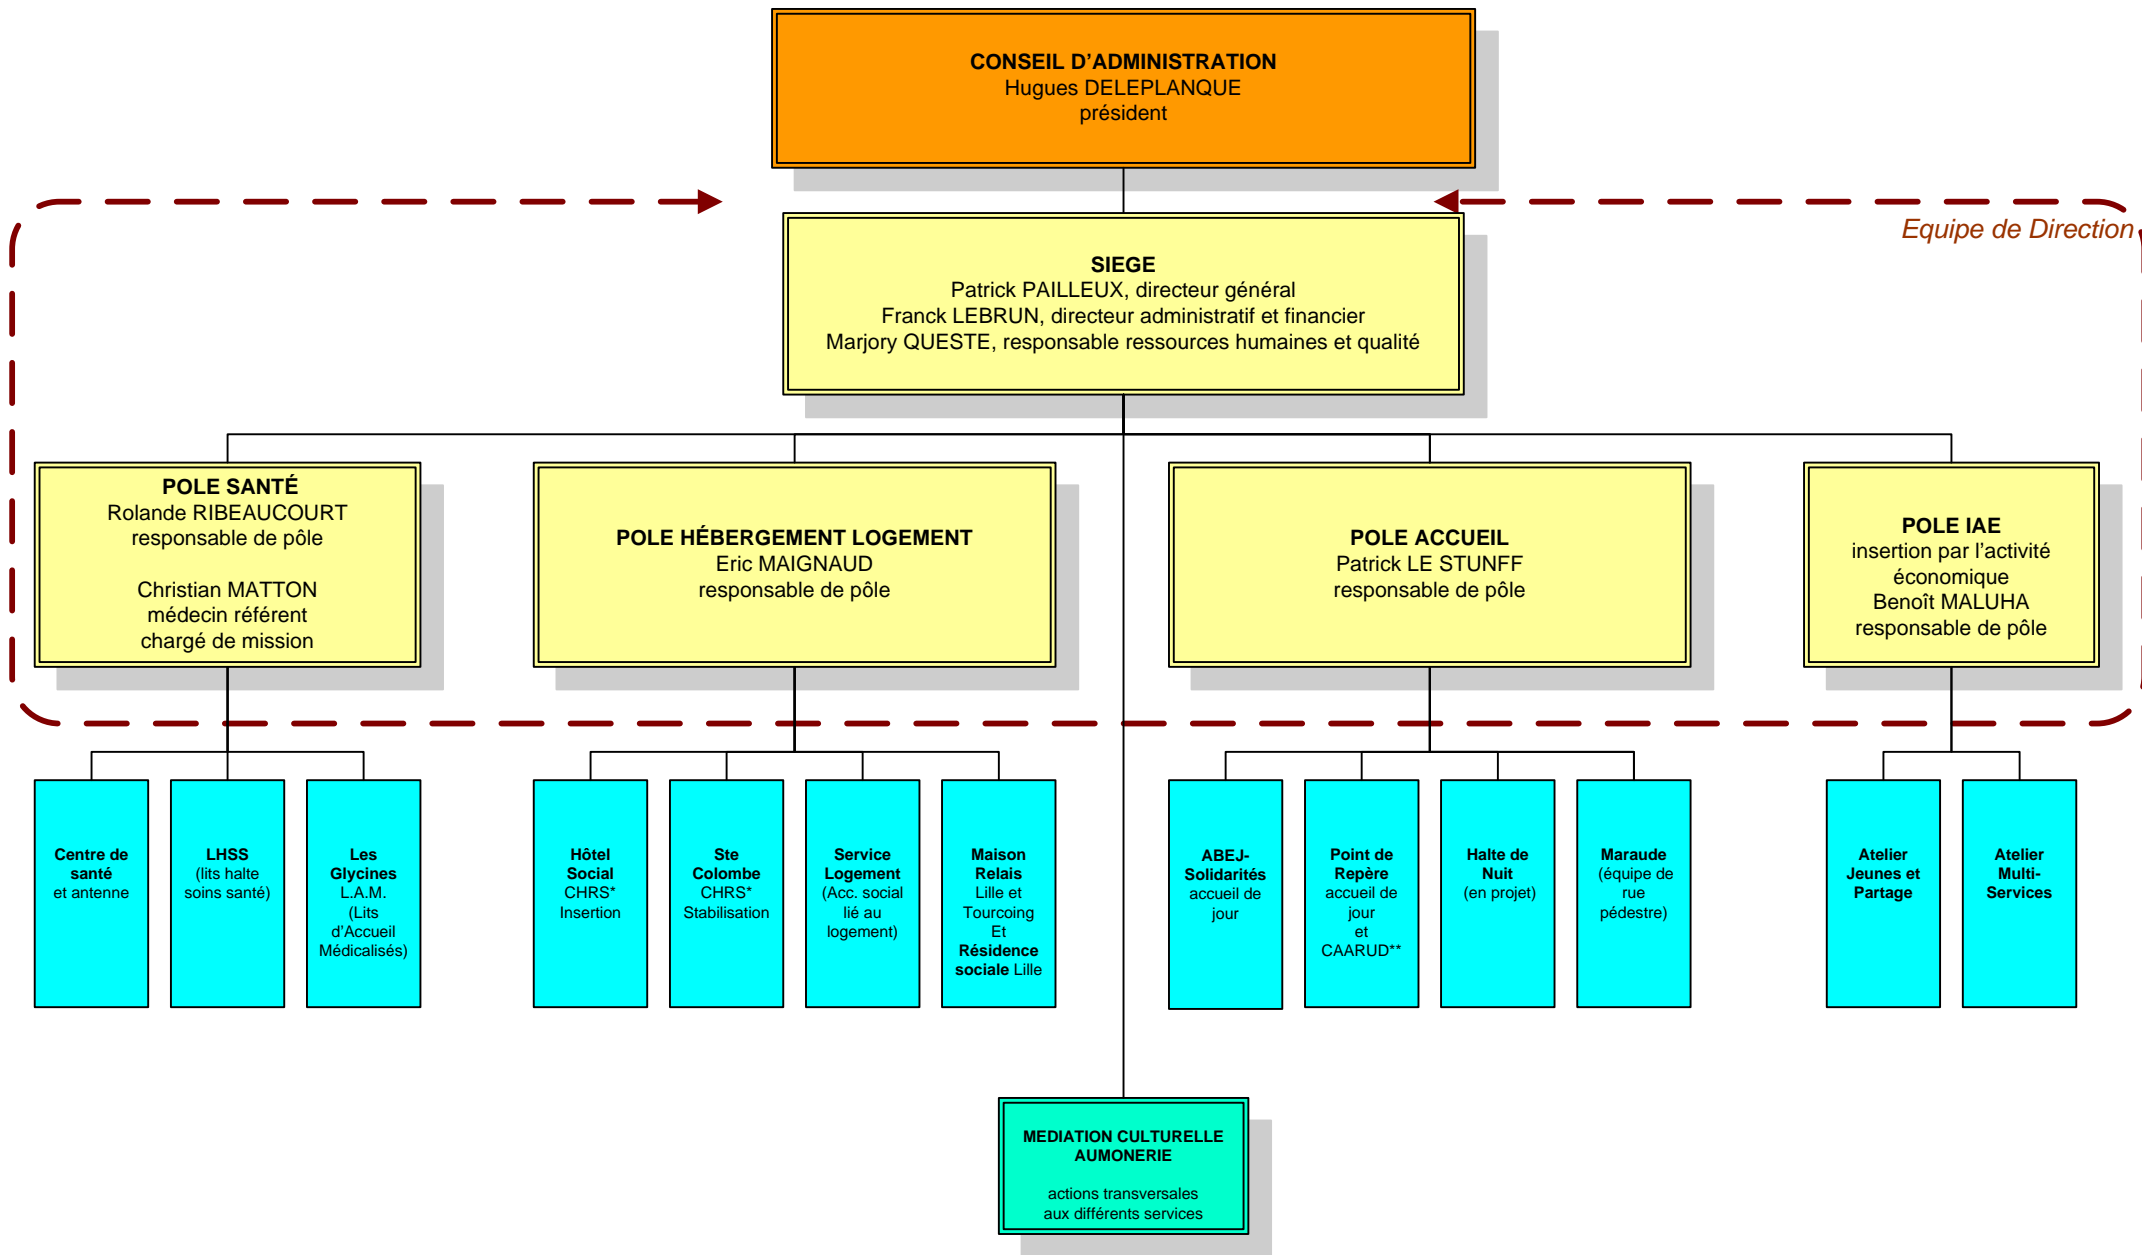 CONSEIL D’ADMINISTRATION
Hugues DELEPLANQUE
président
Equipe de Direction
SIEGE
Patrick PAILLEUX, directeur général
Franck LEBRUN, directeur administratif et financier
Marjory QUESTE, responsable ressources humaines et qualité
POLE SANTÉ
Rolande RIBEAUCOURT
responsable de pôle
Christian MATTON
médecin référent
chargé de mission
POLE HÉBERGEMENT LOGEMENT
Eric MAIGNAUD
responsable de pôle
POLE ACCUEIL
Patrick LE STUNFF
responsable de pôle
POLE IAE
insertion par l’activité
économique
Benoît MALUHA
responsable de pôle
Centre de
santé
et antenne
LHSS
(lits halte
soins santé)
Les
Glycines
L.A.M.
(Lits
d’Accueil
Médicalisés)
Hôtel
Social
CHRS*
Insertion
Ste
Colombe
CHRS*
Stabilisation
Service
Logement
(Acc. social
lié au
logement)
Maison
Relais
Lille et
Tourcoing
Et
Résidence
sociale Lille
ABEJ-
Solidarités
accueil de
jour
Point de
Repère
accueil de
jour
et
CAARUD**
Halte de
Nuit
(en projet)
Maraude
(équipe de
rue
pédestre)
Atelier
Jeunes et
Partage
Atelier
Multi-
Services
MEDIATION CULTURELLE
AUMONERIE
actions transversales
aux différents services